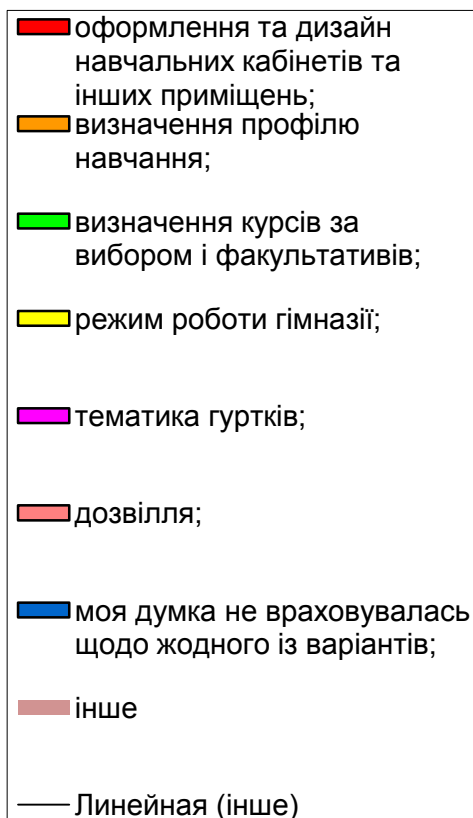 оформлення та дизайн
навчальних кабінетів та
інших приміщень;
визначення профілю
навчання;
визначення курсів за
вибором і факультативів;
режим роботи гімназії;
тематика гуртків;
дозвілля;
моя думка не враховувалась
щодо жодного із варіантів;
інше
Линейная (інше)